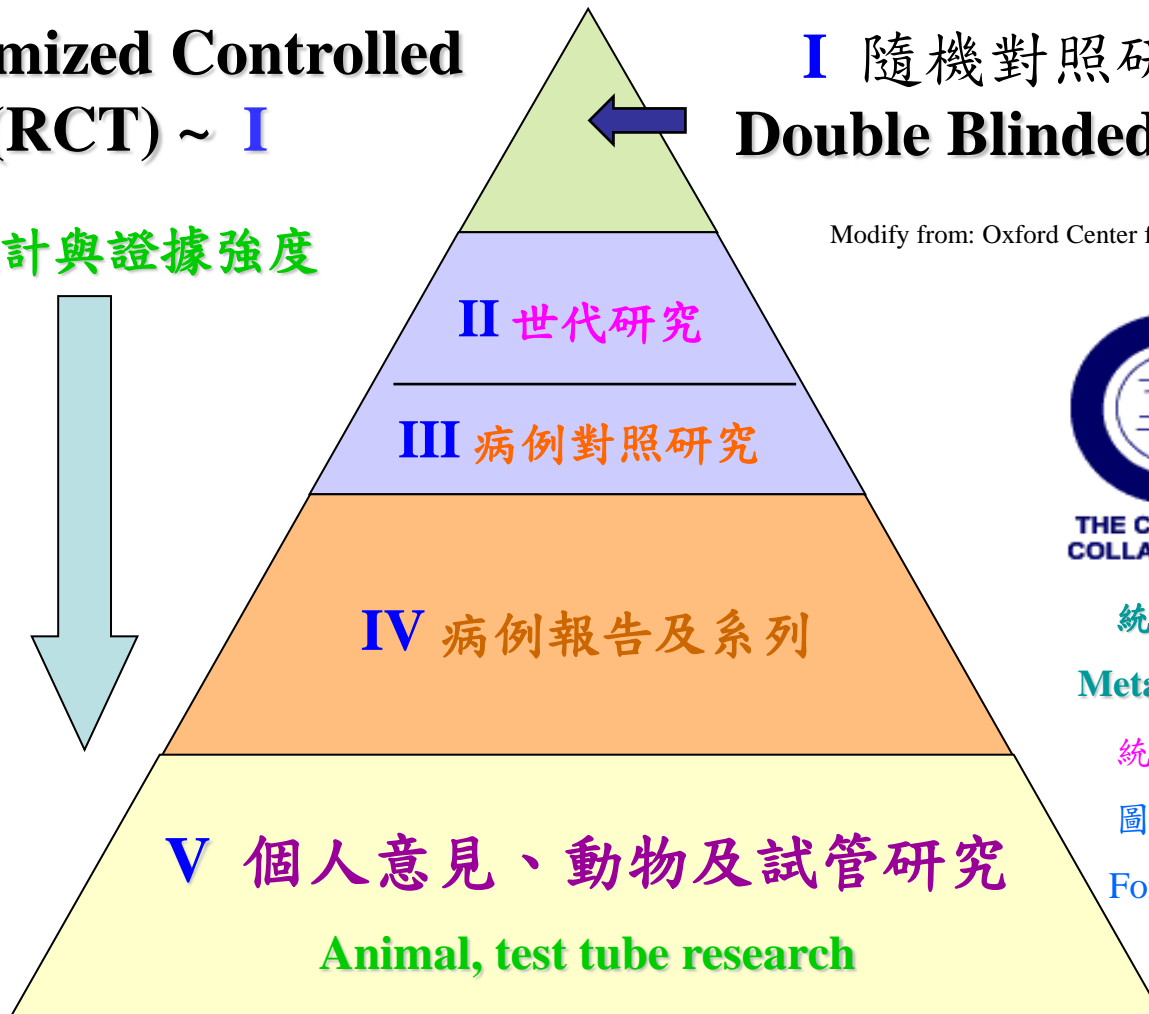 mized Controlled
(RCT) ~ I
計與證據強度
I 隨機對照研
Double Blinded
Modify from: Oxford Center f
II 世代研究
III 病例對照研究
IV 病例報告及系列
V 個人意見、動物及試管研究
Animal, test tube research
THE C
COLLA
統
Meta
統
圖
Fo